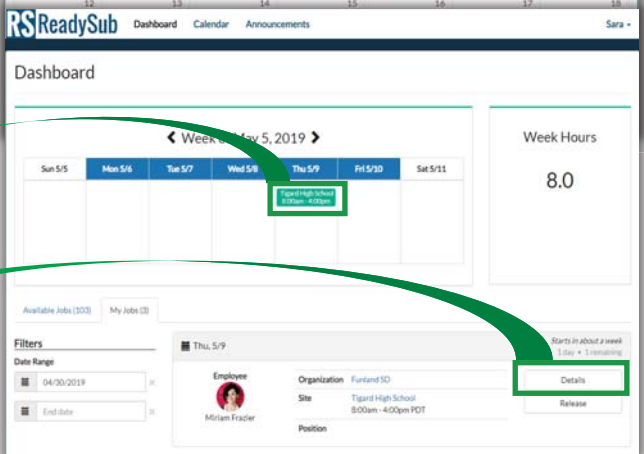 12 13 14 15 16 17 18
RS ReadySub Dashboard Calendar Announcements Sara
Dashboard
Week May 5, 2019
Week Hours
Sun 5/5 Mon 5/6 Tue 5/7 Wed 5/8 Thu 5/9 Fri 5/10 Sat 5/11
8.0
Tigard High School
8:00am - 4:00pm
Available Jobs (103) My Jobs (3)
Filters
Thu, 5/9
Starts in about a week
1 day • 1 remaining
Date Range
04/30/2019 ×
End date ×
Employee
Miriam Frazier
Organization Funland SD
Site Tigard High School
8:00am - 4:00pm PDT
Position
Details
Release